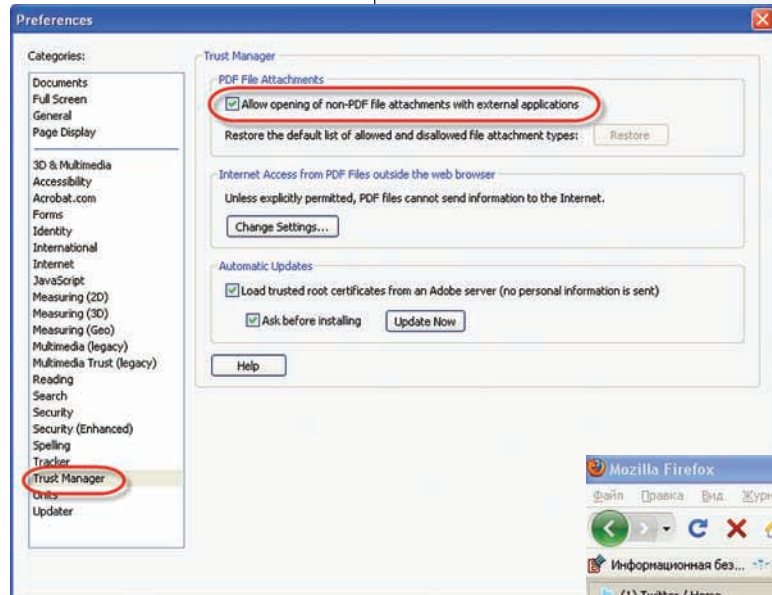 Preferences
Categories:
Documents
Full Screen
General
Page Display
3D & Multimedia
Accessibility
Acrobat.com
Forms
Identity
International
Internet
JavaScript
Measuring (2D)
Measuring (3D)
Measuring (Geo)
Multimedia (legacy)
Multimedia Trust (legacy)
Reading
Search
Security
Security (Enhanced)
Spelling
Tracker
Trust Manager
Units
Updater
Trust Manager
PDF File Attachments
Allow opening of non-PDF file attachments with external applications
Restore the default list of allowed and disallowed file attachment types: Restore
Internet Access from PDF Files outside the web browser
Unless explicitly permitted, PDF files cannot send information to the Internet.
Change Settings...
Automatic Updates
Load trusted root certificates from an Adobe server (no personal information is sent)
Ask before installing Update Now
Help
Mozilla Firefox
Файл Правка Вид Журн
Информационная без...
(1) Twitter / Home